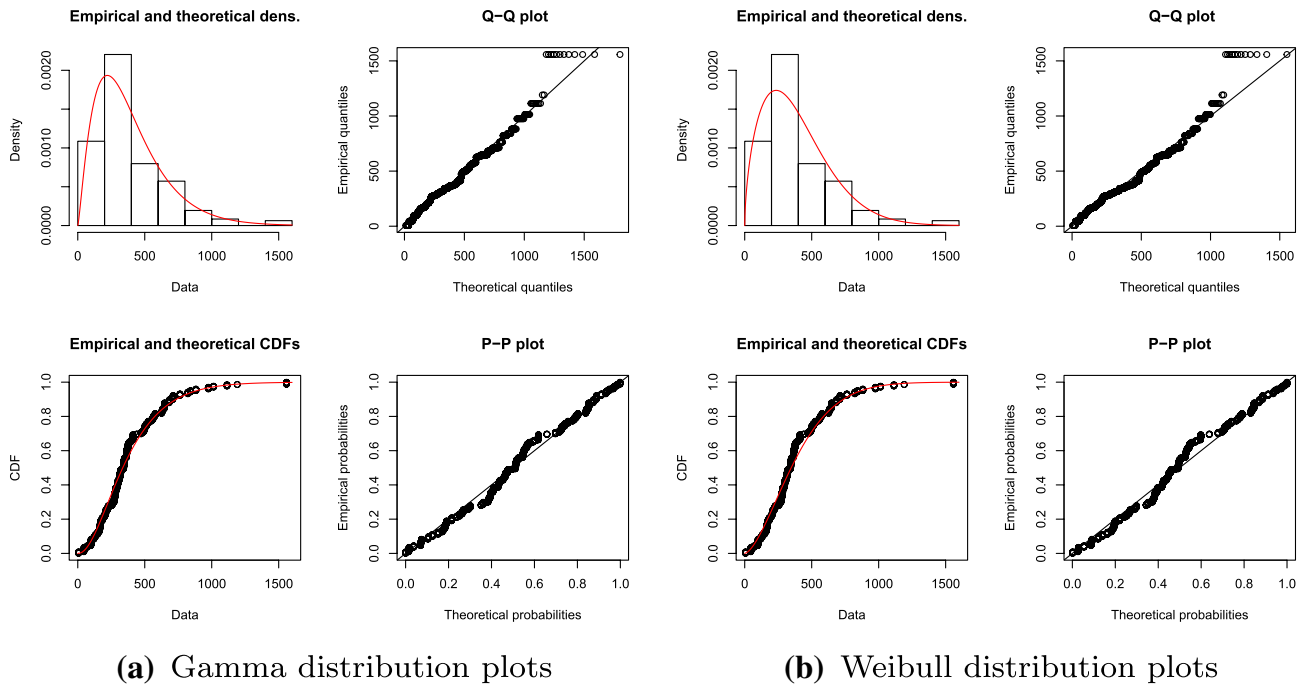 Empirical and theoretical dens.
Density
0.0000 0.0010 0.0020
0 500 1000 1500
Data
Q−Q plot
Empirical quantiles
0 500 1000 1500
0 500 1000 1500
Theoretical quantiles
Empirical and theoretical CDFs
CDF
0.0 0.2 0.4 0.6 0.8 1.0
0 500 1000 1500
Data
P−P plot
Empirical probabilities
0.0 0.2 0.4 0.6 0.8 1.0
0.0 0.2 0.4 0.6 0.8 1.0
Theoretical probabilities
(a) Gamma distribution plots
Empirical and theoretical dens.
Density
0.0000 0.0010 0.0020
0 500 1000 1500
Data
Q−Q plot
Empirical quantiles
0 500 1000 1500
0 500 1000 1500
Theoretical quantiles
Empirical and theoretical CDFs
CDF
0.0 0.2 0.4 0.6 0.8 1.0
0 500 1000 1500
Data
P−P plot
Empirical probabilities
0.0 0.2 0.4 0.6 0.8 1.0
0.0 0.2 0.4 0.6 0.8 1.0
Theoretical probabilities
(b) Weibull distribution plots